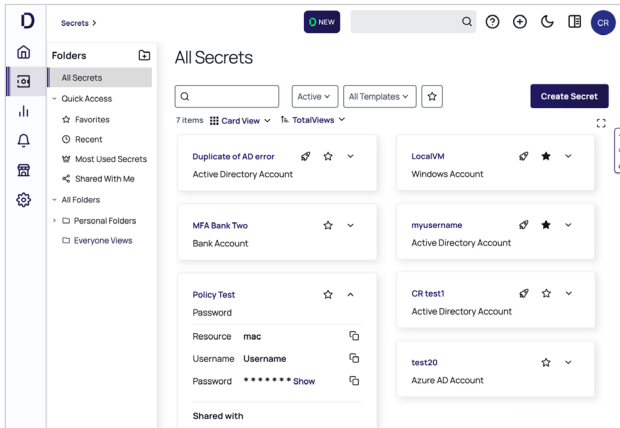 Secrets
NEW
CR
Folders
All Secrets
Quick Access
Favorites
Recent
Most Used Secrets
Shared With Me
All Folders
Personal Folders
Everyone Views
All Secrets
Active
All Templates
Create Secret
7 items Card View TotalViews
Duplicate of AD error
Active Directory Account
LocalVM
Windows Account
MFA Bank Two
Bank Account
myusername
Active Directory Account
Policy Test
Password
Resource mac
Username Username
Password ******* Show
Shared with
CR test1
Active Directory Account
test20
Azure AD Account